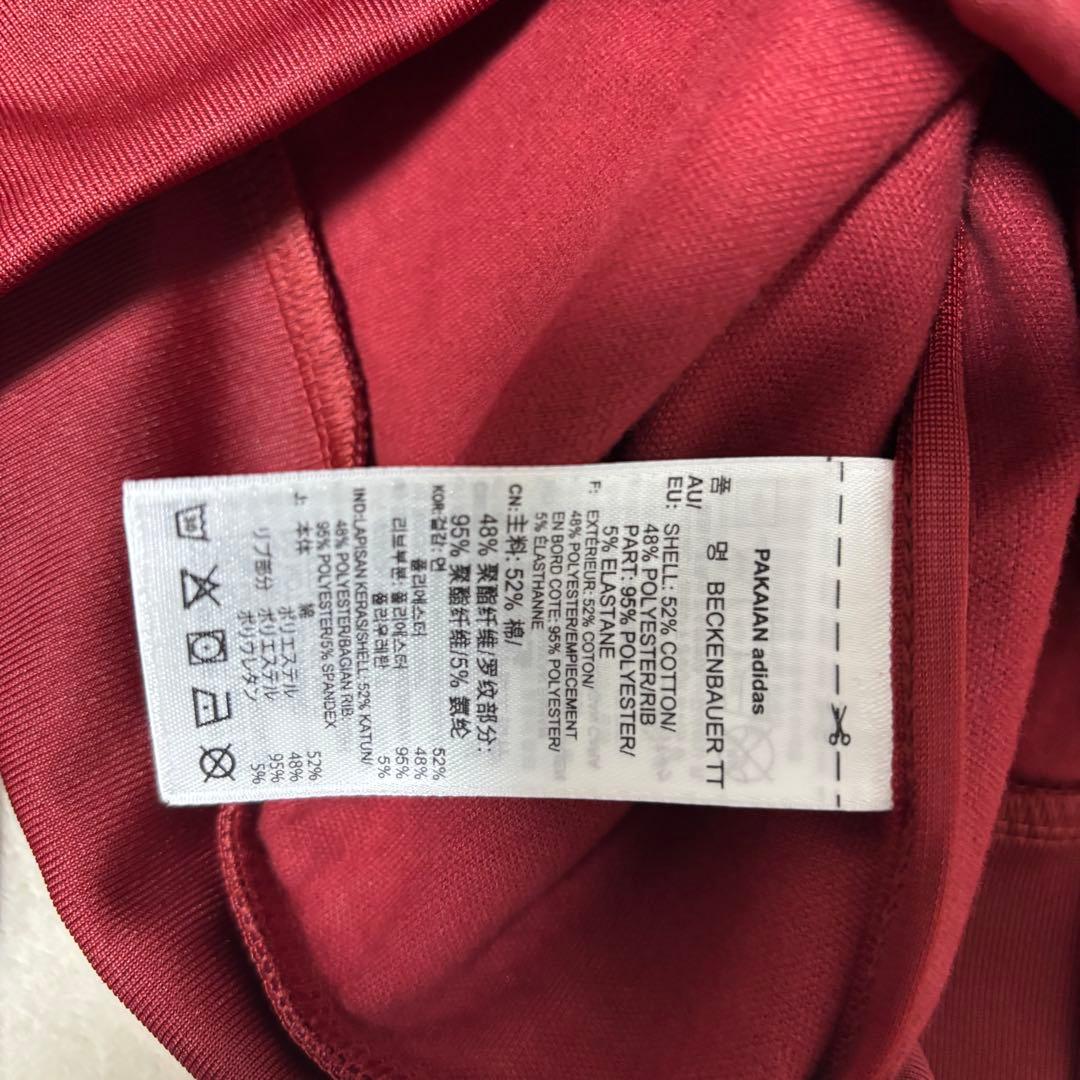 PAKAIAN adidas
품 명 BECKENBAUER TT
AU/
EU: SHELL: 52% COTTON/
48% POLYESTER/RIB
PART: 95% POLYESTER/
5% ELASTANE
F: EXTÉRIEUR: 52% COTON/
48% POLYESTER/EMPIECEMENT
EN BORD COTE: 95% POLYESTER/
5% ÉLASTHANNE
CN: 主料: 52% 棉/
48% 聚酯纤维/罗纹部分:
95% 聚酯纤维/5% 氨纶
KOR: 겉감: 면 52%
폴리에스터 48%
리브부분: 폴리에스터 95%
폴리우레탄 5%
IND: LAPISAN KERAS/SHELL: 52% KATUN/
48% POLYESTER/BAGIAN RIB:
95% POLYESTER/5% SPANDEX
本体 綿 52%
ポリエステル 48%
リブ部分 ポリエステル 95%
ポリウレタン 5%
30